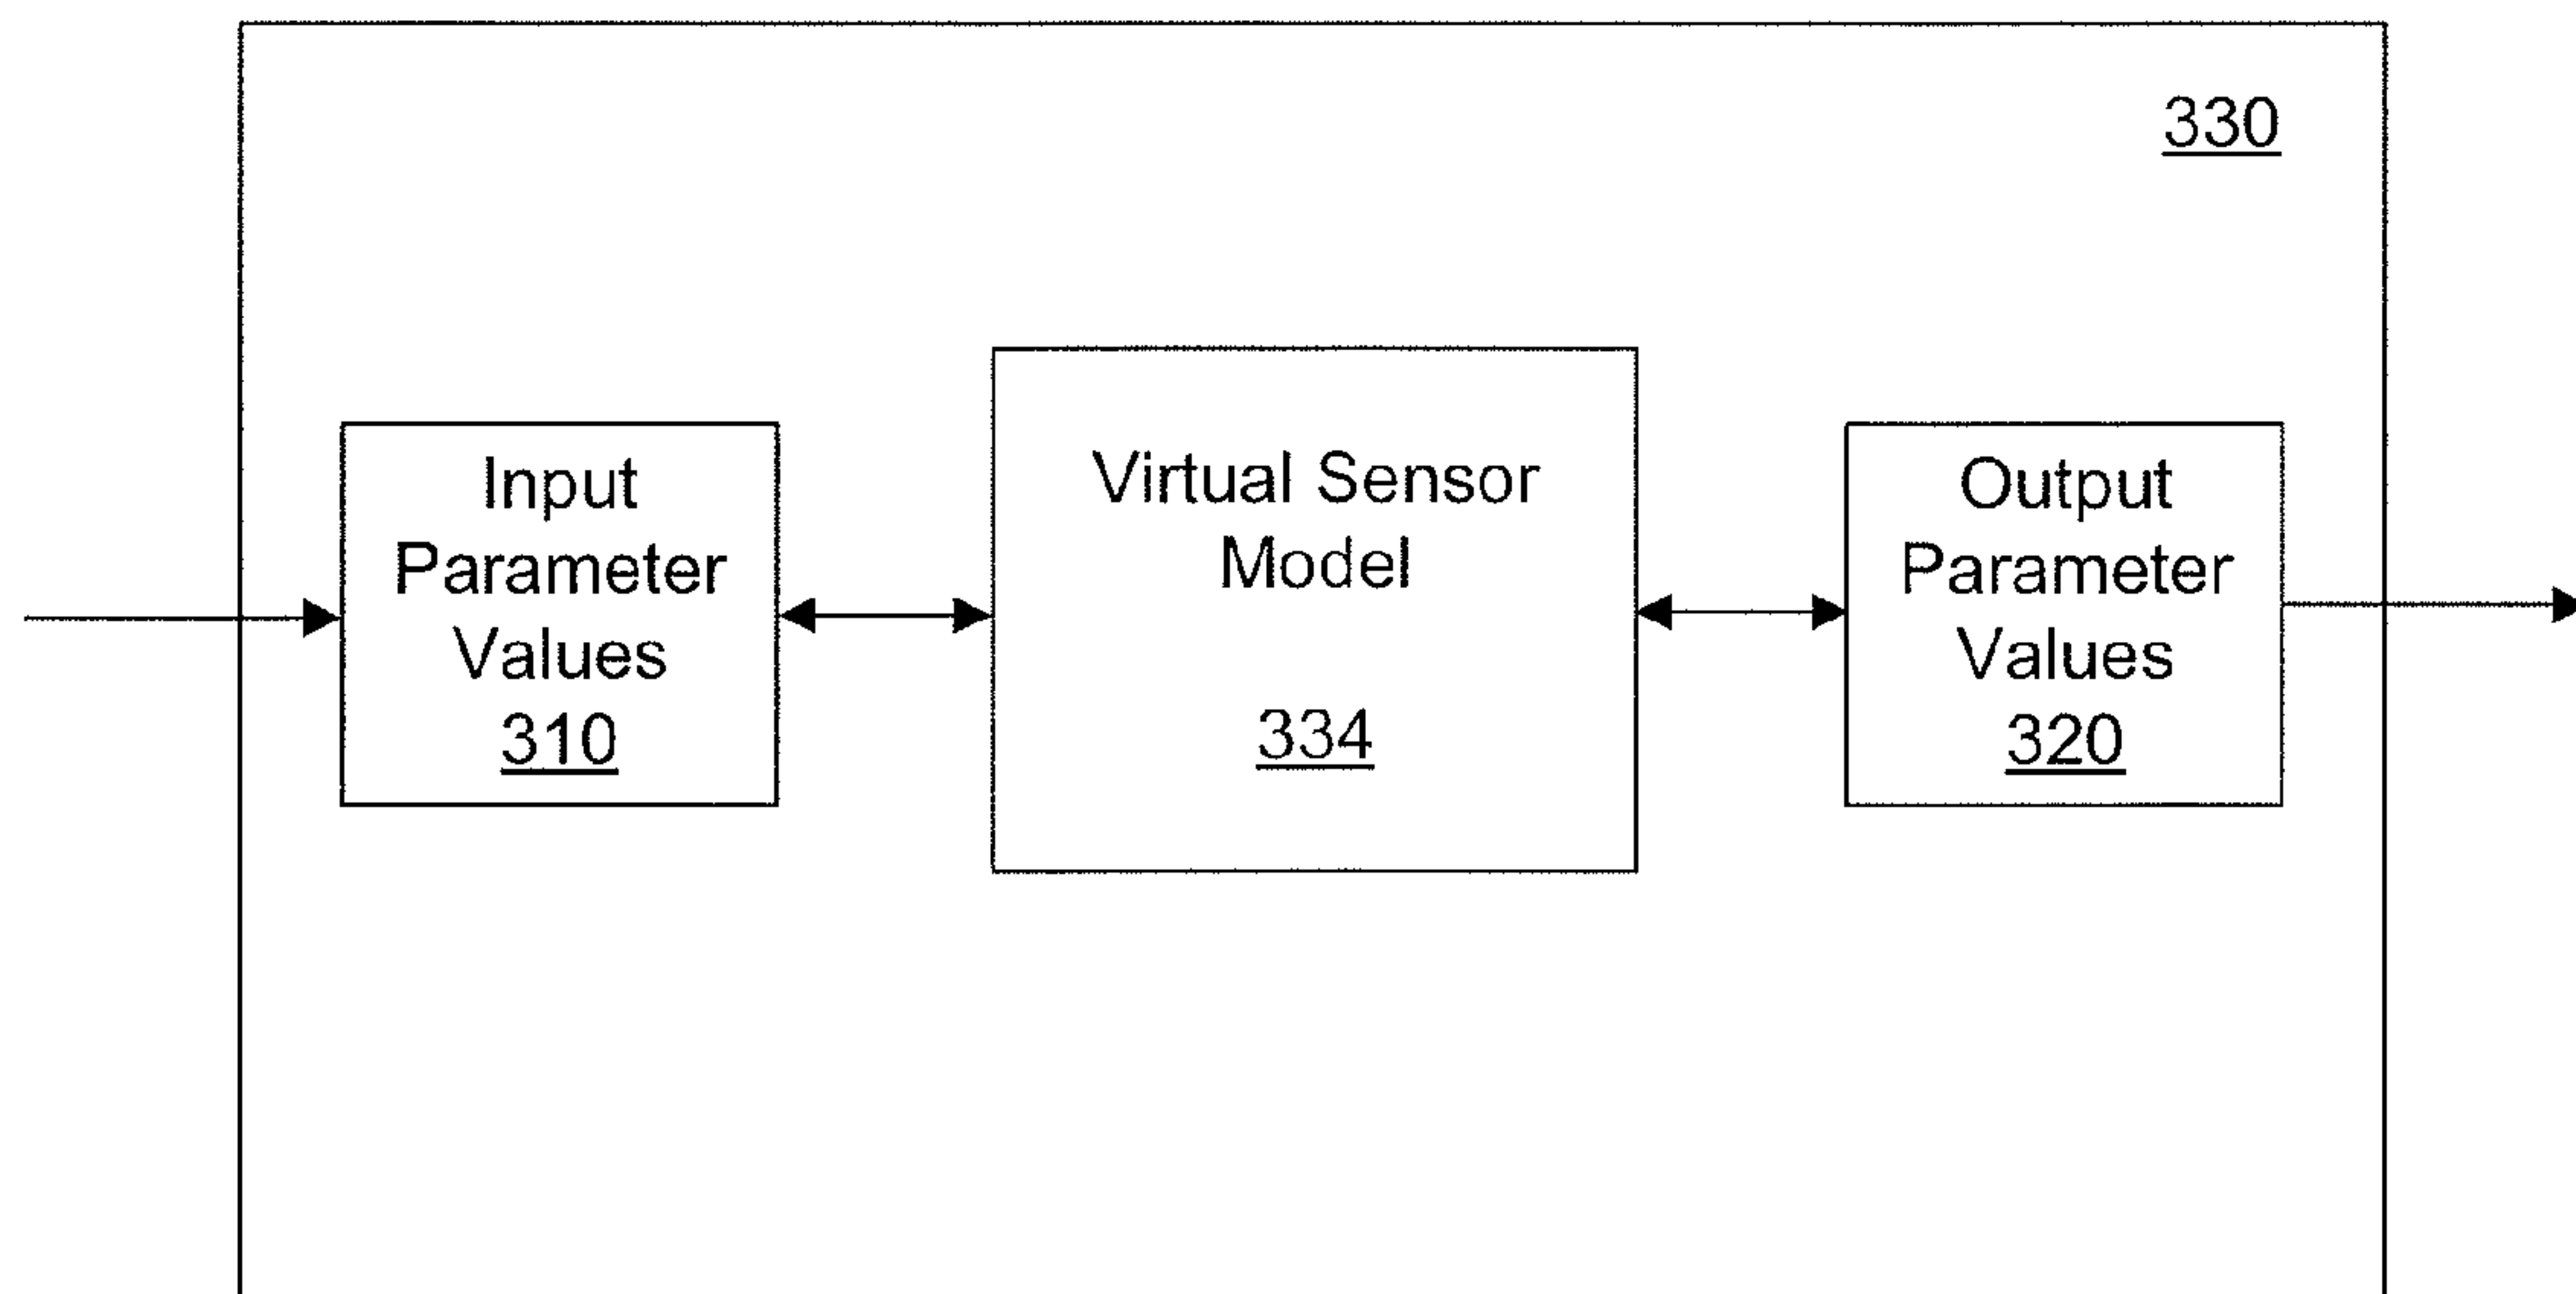 330
Input
Parameter
Values
310
Virtual Sensor
Model
334
Output
Parameter
Values
320